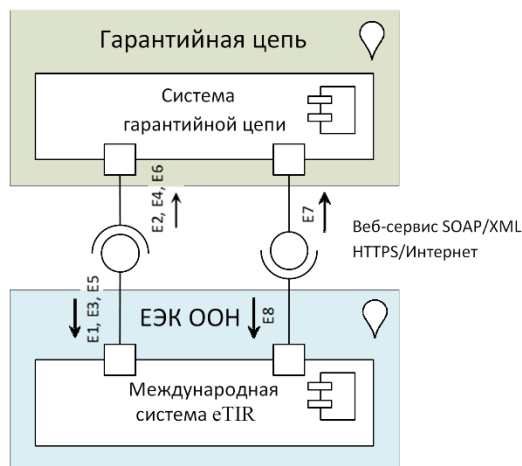 Гарантийная цепь
Система
гарантийной цепи
E2, E4, E6
E7
Веб-сервис SOAP/XML
HTTPS/Интернет
E1, E3, E5
ЕЭК ООН
E8
Международная
система eTIR